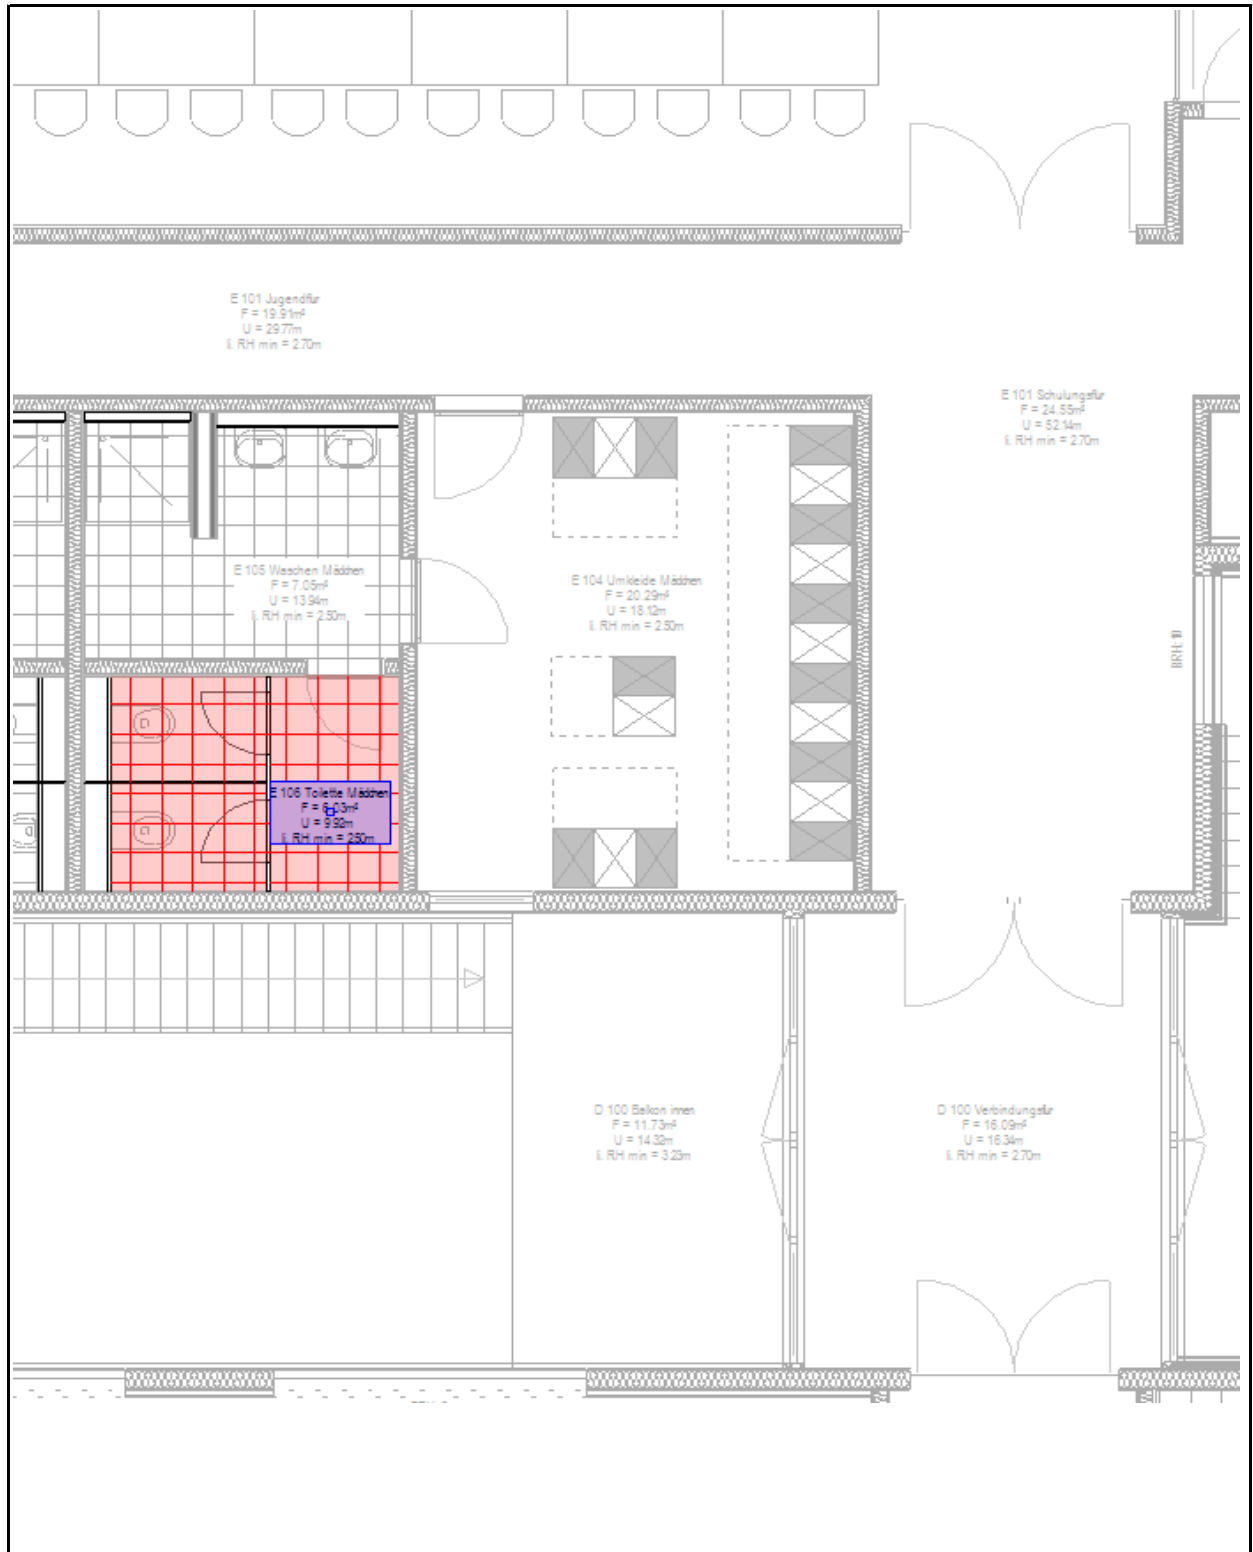 E 101 Jugendflur
F = 19.91m²
U = 29.77m
li. RH min = 2.70m
E 101 Schulungsflur
F = 24.55m²
U = 52.14m
li. RH min = 2.70m
E 105 Waschen Mädchen
F = 7.05m²
U = 13.94m
li. RH min = 2.50m
E 104 Umkleide Mädchen
F = 20.29m²
U = 18.12m
li. RH min = 2.50m
BRH: 10
E 106 Toilette Mädchen
F = 6.03m²
U = 9.92m
li. RH min = 2.50m
D 100 Balkon innen
F = 11.73m²
U = 14.32m
li. RH min = 3.23m
D 100 Verbindungsflur
F = 16.09m²
U = 16.34m
li. RH min = 2.70m